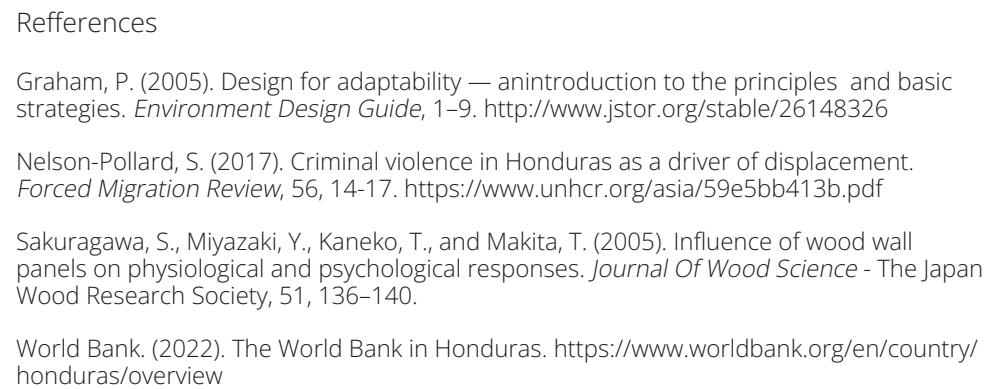 Refferences
Graham, P. (2005). Design for adaptability — anintroduction to the principles  and basic
strategies. Environment Design Guide, 1–9. http://www.jstor.org/stable/26148326
Nelson-Pollard, S. (2017). Criminal violence in Honduras as a driver of displacement.
Forced Migration Review, 56, 14-17. https://www.unhcr.org/asia/59e5bb413b.pdf
Sakuragawa, S., Miyazaki, Y., Kaneko, T., and Makita, T. (2005). Influence of wood wall
panels on physiological and psychological responses. Journal Of Wood Science - The Japan
Wood Research Society, 51, 136–140.
World Bank. (2022). The World Bank in Honduras. https://www.worldbank.org/en/country/
honduras/overview